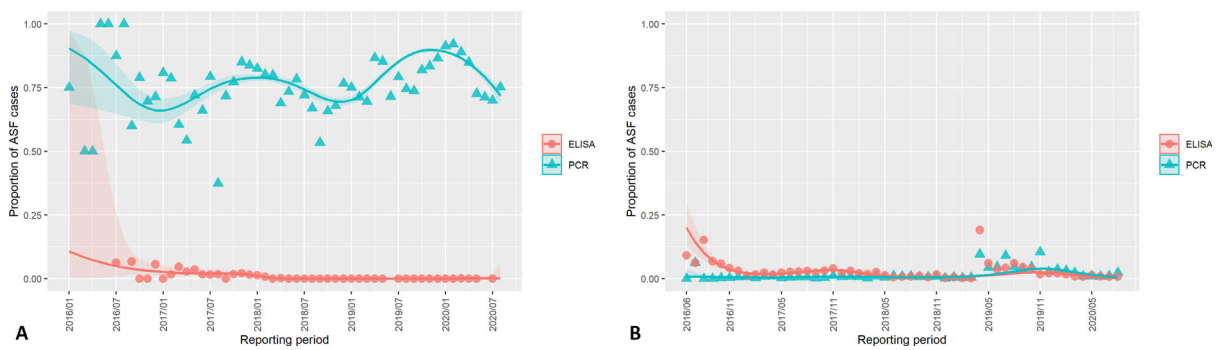 1.00
0.75
0.50
0.25
0.00
Proportion of ASF cases
2016/01
2016/07
2017/01
2017/07
2018/01
2018/07
2019/01
2019/07
2020/01
2020/07
Reporting period
A
ELISA
PCR
1.00
0.75
0.50
0.25
0.00
Proportion of ASF cases
2016/11
2017/05
2017/11
2018/05
2018/11
2019/05
2019/11
2020/05
Reporting period
B
ELISA
PCR